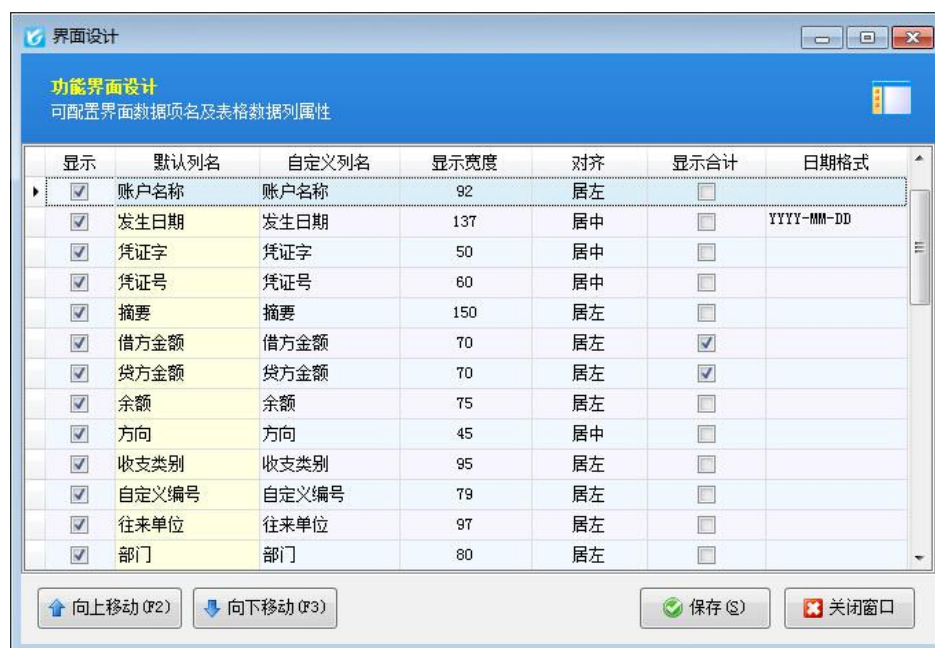 界面设计
功能界面设计
可配置界面数据项名及表格数据列属性
显示 默认列名 自定义列名 显示宽度 对齐 显示合计 日期格式
账户名称 账户名称 92 居左
发生日期 发生日期 137 居中 YYYY-MM-DD
凭证字 凭证字 50 居中
凭证号 凭证号 60 居中
摘要 摘要 150 居左
借方金额 借方金额 70 居左
贷方金额 贷方金额 70 居左
余额 余额 75 居左
方向 方向 45 居中
收支类别 收支类别 95 居左
自定义编号 自定义编号 79 居左
往来单位 往来单位 97 居左
部门 部门 80 居左
向上移动(F2) 向下移动(F3) 保存(S) 关闭窗口